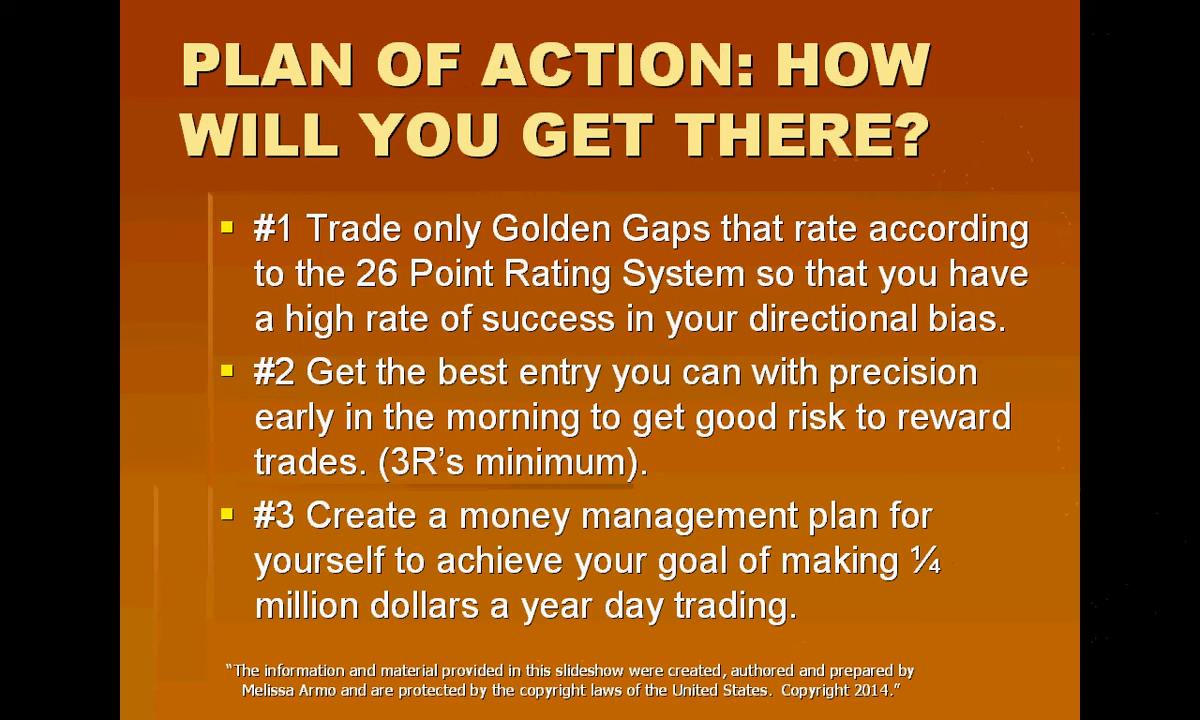 PLAN OF ACTION: HOW
WILL YOU GET THERE?
#1 Trade only Golden Gaps that rate according
to the 26 Point Rating System so that you have
a high rate of success in your directional bias.
#2 Get the best entry you can with precision
early in the morning to get good risk to reward
trades. (3R’s minimum).
#3 Create a money management plan for
yourself to achieve your goal of making ¼
million dollars a year day trading.
“The information and material provided in this slideshow were created, authored and prepared by
Melissa Armo and are protected by the copyright laws of the United States.  Copyright 2014.”